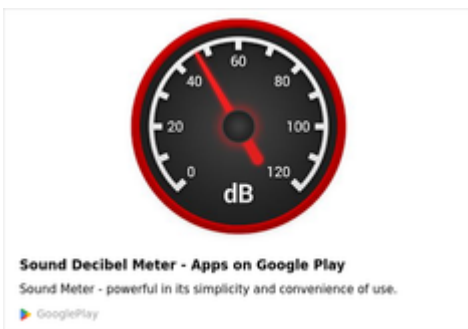 60
40
80
20
100
0
120
dB
Sound Decibel Meter - Apps on Google Play
Sound Meter - powerful in its simplicity and convenience of use.
GooglePlay